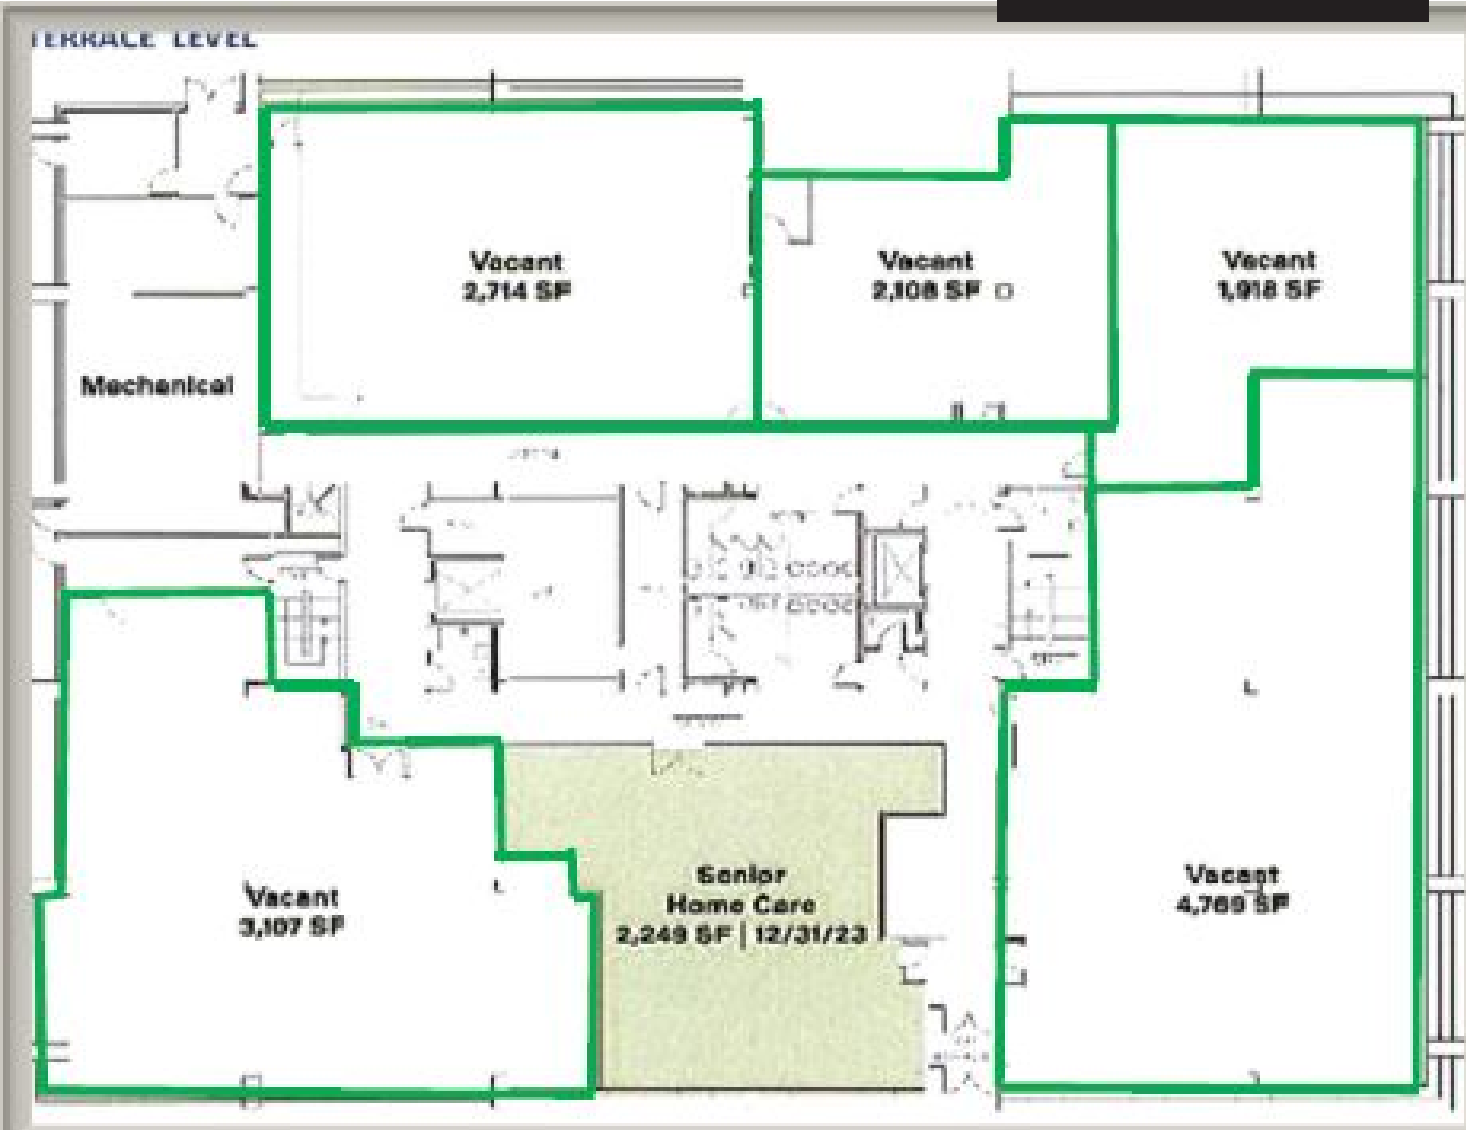 TERRACE LEVEL
Vacant
2,714 SF
Vacant
2,108 SF
Vacant
1,918 SF
Mechanical
Vacant
3,107 SF
Senior
Home Care
2,249 SF | 12/31/23
Vacant
4,769 SF